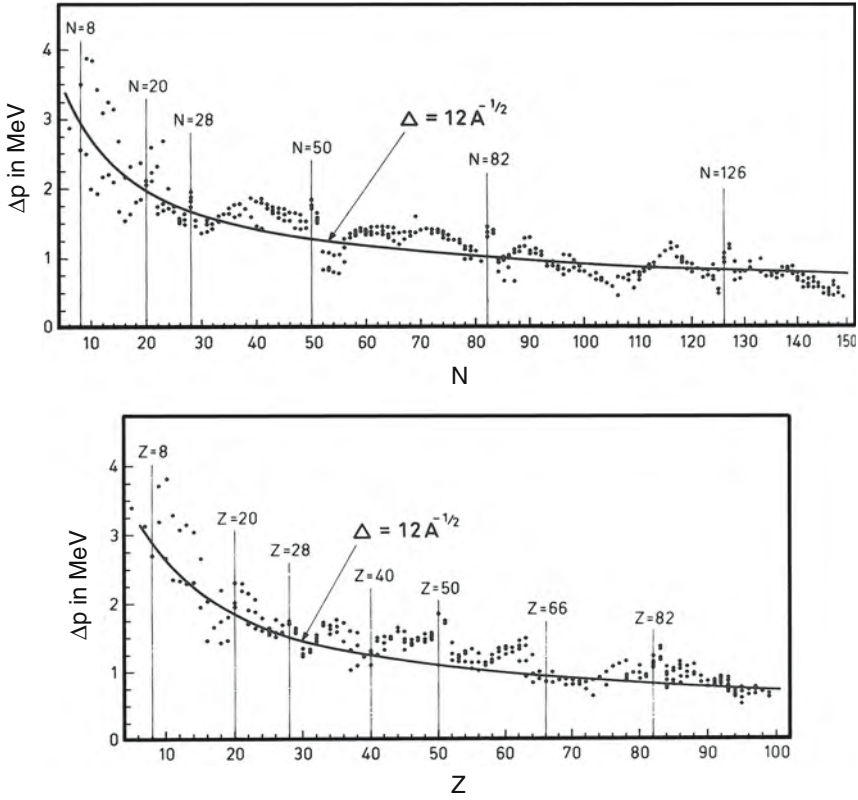 Δp in MeV
4
3
2
1
0
N=8
N=20
N=28
N=50
N=82
N=126
Δ = 12A^{-1/2}
10 20 30 40 50 60 70 80 90 100 110 120 130 140 150
N
Δp in MeV
4
3
2
1
0
Z=8
Z=20
Z=28
Z=40
Z=50
Z=66
Z=82
Δ = 12A^{-1/2}
10 20 30 40 50 60 70 80 90 100
Z